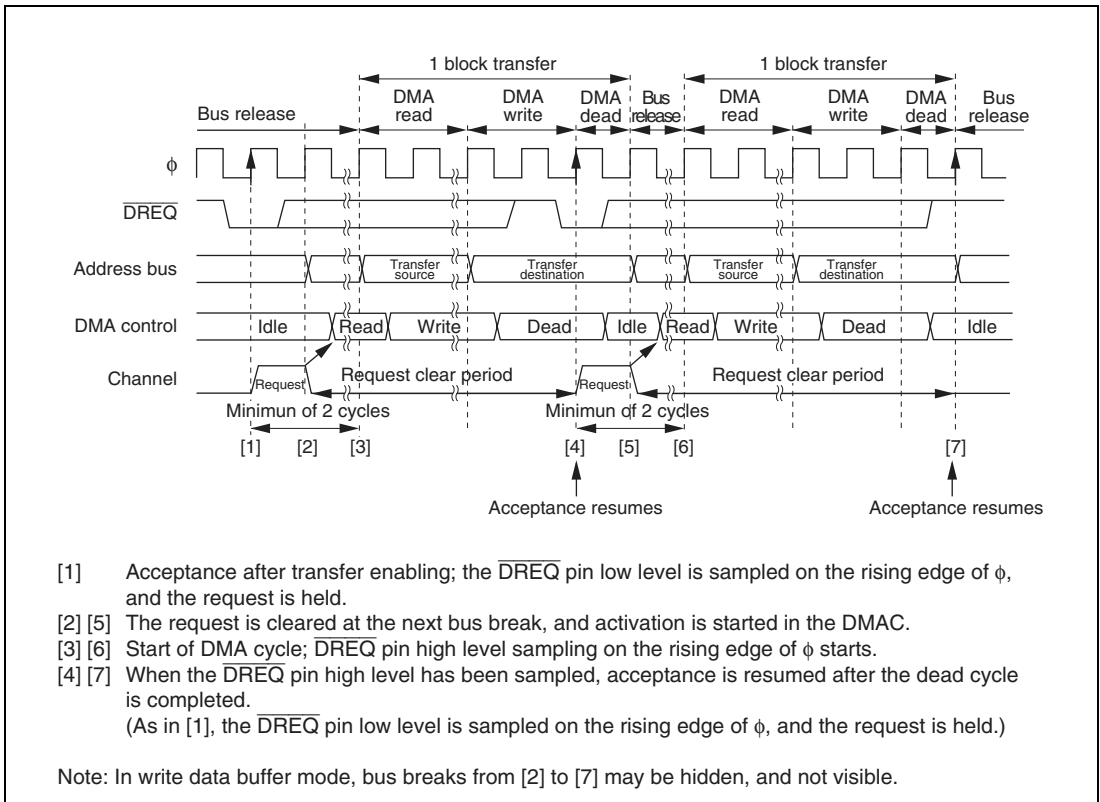 1 block transfer 1 block transfer
Bus release DMA read DMA write DMA dead Bus release DMA read DMA write DMA dead Bus release
ϕ
DREQ
Address bus Transfer source Transfer destination Transfer source Transfer destination
DMA control Idle Read Write Dead Idle Read Write Dead Idle
Channel Request Request clear period Request Request clear period
Minimun of 2 cycles Minimun of 2 cycles
[1] [2] [3] [4] [5] [6] [7]
Acceptance resumes Acceptance resumes
[1] Acceptance after transfer enabling; the DREQ pin low level is sampled on the rising edge of ϕ,
and the request is held.
[2] [5] The request is cleared at the next bus break, and activation is started in the DMAC.
[3] [6] Start of DMA cycle; DREQ pin high level sampling on the rising edge of ϕ starts.
[4] [7] When the DREQ pin high level has been sampled, acceptance is resumed after the dead cycle
is completed.
(As in [1], the DREQ pin low level is sampled on the rising edge of ϕ, and the request is held.)
Note: In write data buffer mode, bus breaks from [2] to [7] may be hidden, and not visible.